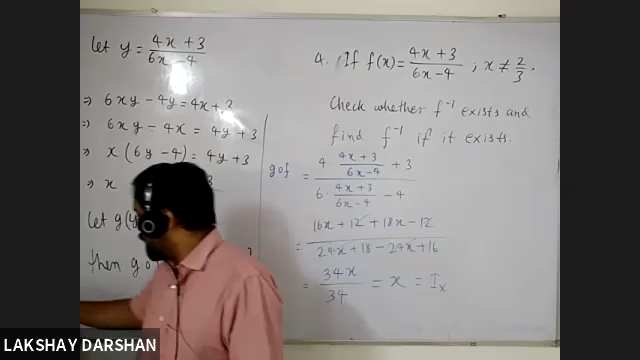 let y = (4x + 3)/(6x - 4)
⇒ 6xy - 4y = 4x + 3
⇒ 6xy - 4x = 4y + 3
⇒ x (6y - 4) = 4y + 3
⇒ x
let g(y
then go
4. If f(x) = (4x + 3)/(6x - 4) ; x ≠ 2/3.
Check whether f⁻¹ exists and
find f⁻¹ if it exists.
gof = (4 · (4x + 3)/(6x - 4) + 3)/(6 · (4x + 3)/(6x - 4) - 4)
= (16x + 12 + 18x - 12)/(24x + 18 - 24x + 16)
= 34x/34 = x = Iₓ
LAKSHAY DARSHAN